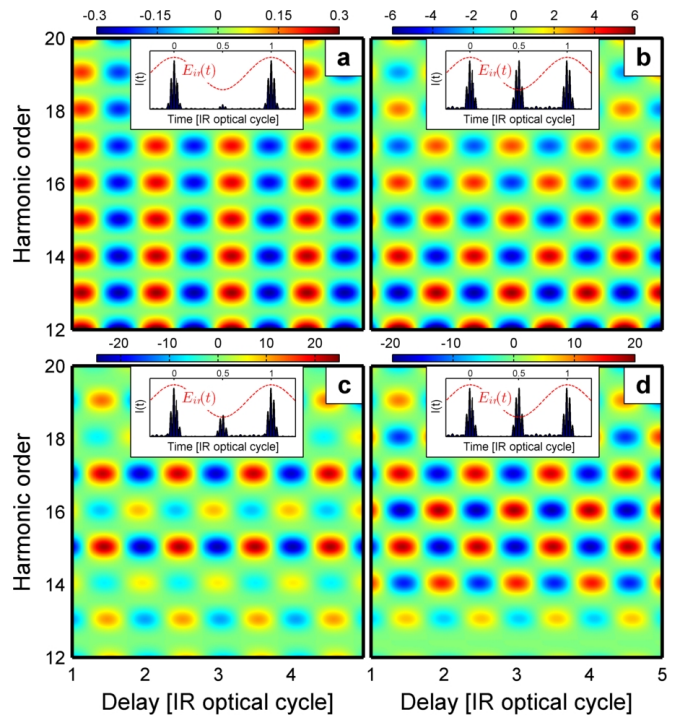 -0.3 -0.15 0 0.15 0.3
-6 -4 -2 0 2 4 6
20
18
16
14
12
Harmonic order
a
0 0.5 1
E_ir(t)
I(t)
Time [IR optical cycle]
b
0 0.5 1
E_ir(t)
I(t)
Time [IR optical cycle]
-20 -10 0 10 20
-20 -10 0 10 20
20
18
16
14
12
Harmonic order
c
0 0.5 1
E_ir(t)
I(t)
Time [IR optical cycle]
d
0 0.5 1
E_ir(t)
I(t)
Time [IR optical cycle]
1 2 3 4
1 2 3 4 5
Delay [IR optical cycle]
Delay [IR optical cycle]